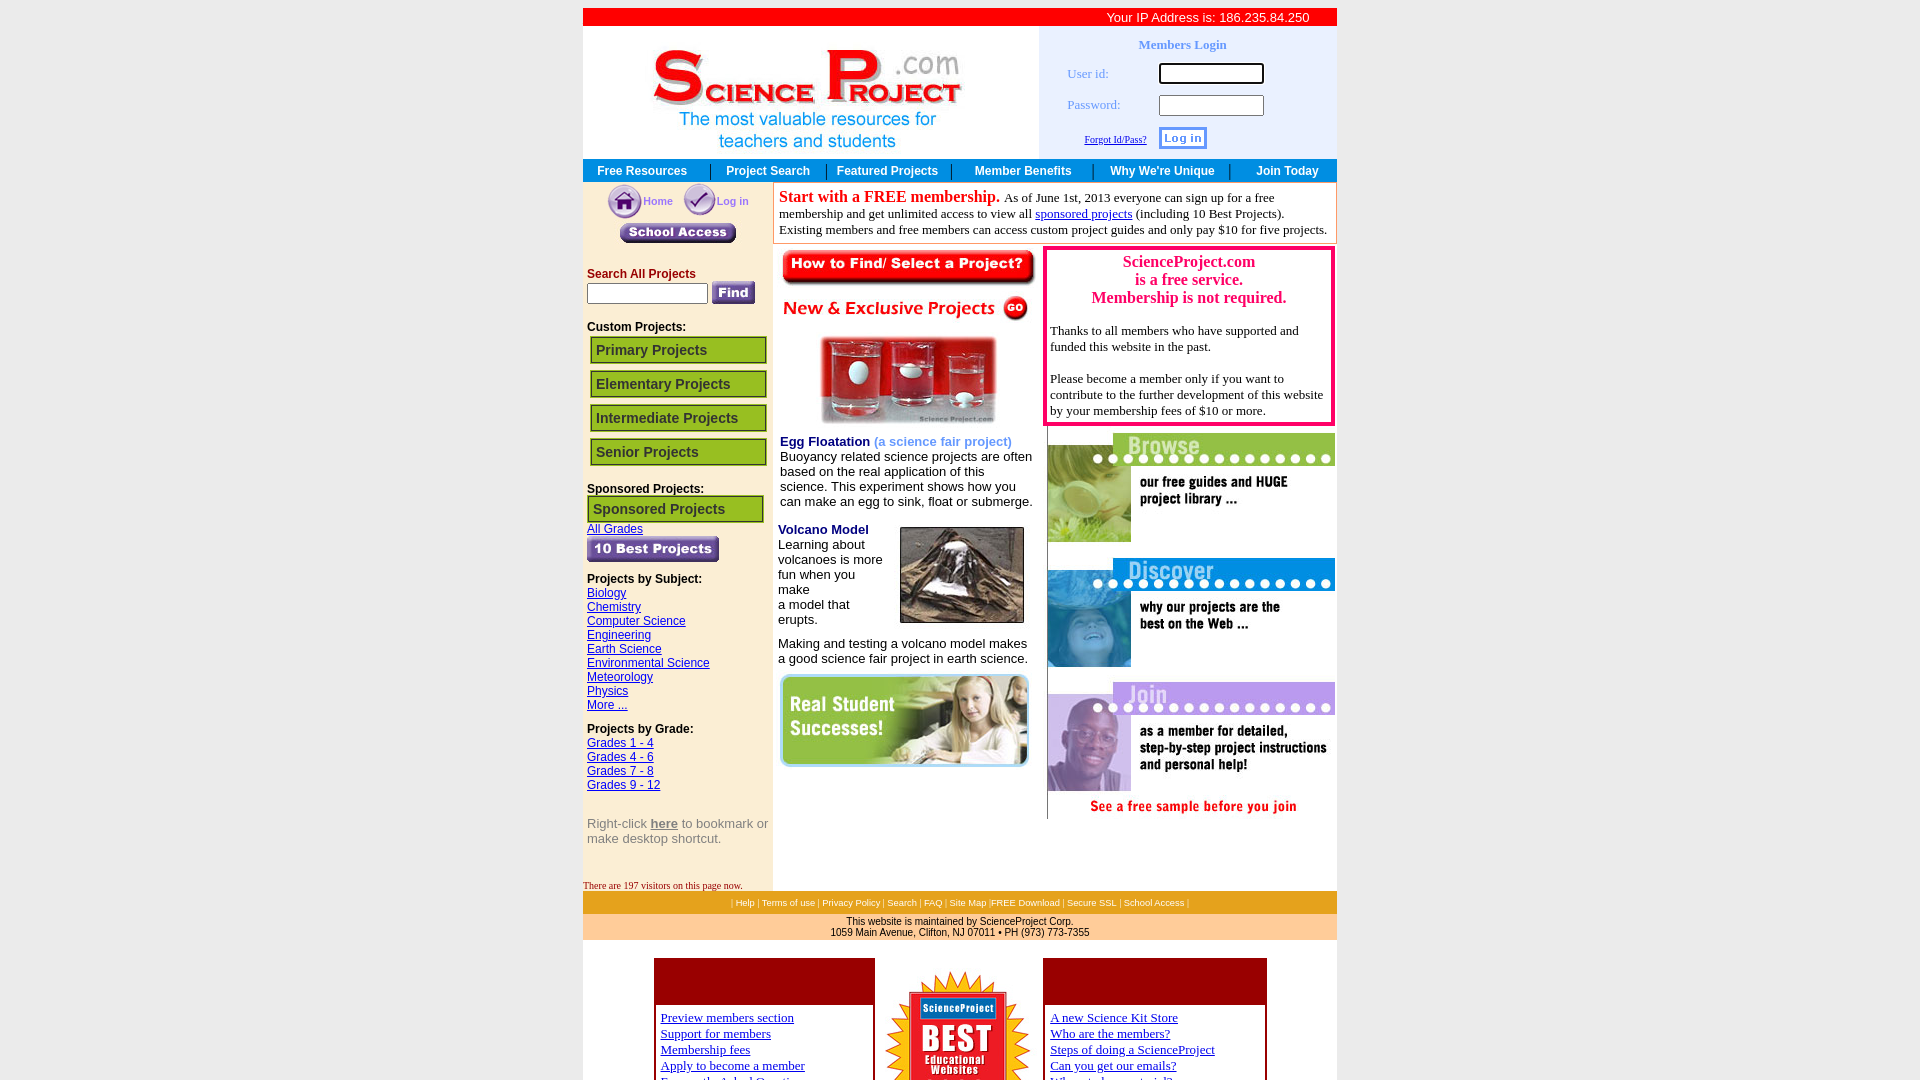 Your IP Address is: 186.235.84.250
SCIENCE PROJECT .com
The most valuable resources for
teachers and students
Members Login
User id:
Password:
Forgot Id/Pass?
Log in
Free Resources | Project Search | Featured Projects | Member Benefits | Why We're Unique | Join Today
Home
Log in
School Access
Search All Projects
Find
Custom Projects:
Primary Projects
Elementary Projects
Intermediate Projects
Senior Projects
Sponsored Projects:
Sponsored Projects
All Grades
10 Best Projects
Projects by Subject:
Biology
Chemistry
Computer Science
Engineering
Earth Science
Environmental Science
Meteorology
Physics
More ...
Projects by Grade:
Grades 1 - 4
Grades 4 - 6
Grades 7 - 8
Grades 9 - 12
Right-click here to bookmark or
make desktop shortcut.
There are 197 visitors on this page now.
Start with a FREE membership. As of June 1st, 2013 everyone can sign up for a free
membership and get unlimited access to view all sponsored projects (including 10 Best Projects).
Existing members and free members can access custom project guides and only pay $10 for five projects.
How to Find/ Select a Project?
New & Exclusive Projects GO
Science Project.com
Egg Floatation (a science fair project)
Buoyancy related science projects are often
based on the real application of this
science. This experiment shows how you
can make an egg to sink, float or submerge.
Volcano Model
Learning about
volcanoes is more
fun when you
make
a model that
erupts.
Making and testing a volcano model makes
a good science fair project in earth science.
Real Student
Successes!
ScienceProject.com
is a free service.
Membership is not required.
Thanks to all members who have supported and
funded this website in the past.
Please become a member only if you want to
contribute to the further development of this website
by your membership fees of $10 or more.
Browse
our free guides and HUGE
project library ...
Discover
why our projects are the
best on the Web ...
Join
as a member for detailed,
step-by-step project instructions
and personal help!
See a free sample before you join
| Help | Terms of use | Privacy Policy | Search | FAQ | Site Map |FREE Download | Secure SSL | School Access |
This website is maintained by ScienceProject Corp.
1059 Main Avenue, Clifton, NJ 07011 • PH (973) 773-7355
Preview members section
Support for members
Membership fees
Apply to become a member
ScienceProject
BEST
Educational
Websites
A new Science Kit Store
Who are the members?
Steps of doing a ScienceProject
Can you get our emails?